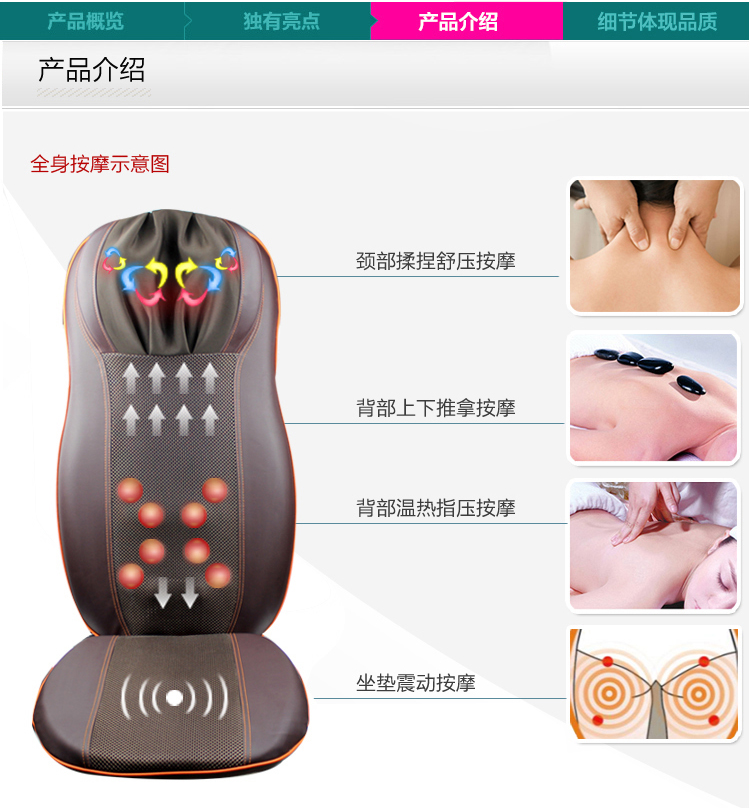 产品概览
独有亮点
产品介绍
细节体现品质
产品介绍
全身按摩示意图
颈部揉捏舒压按摩
背部上下推拿按摩
背部温热指压按摩
坐垫震动按摩